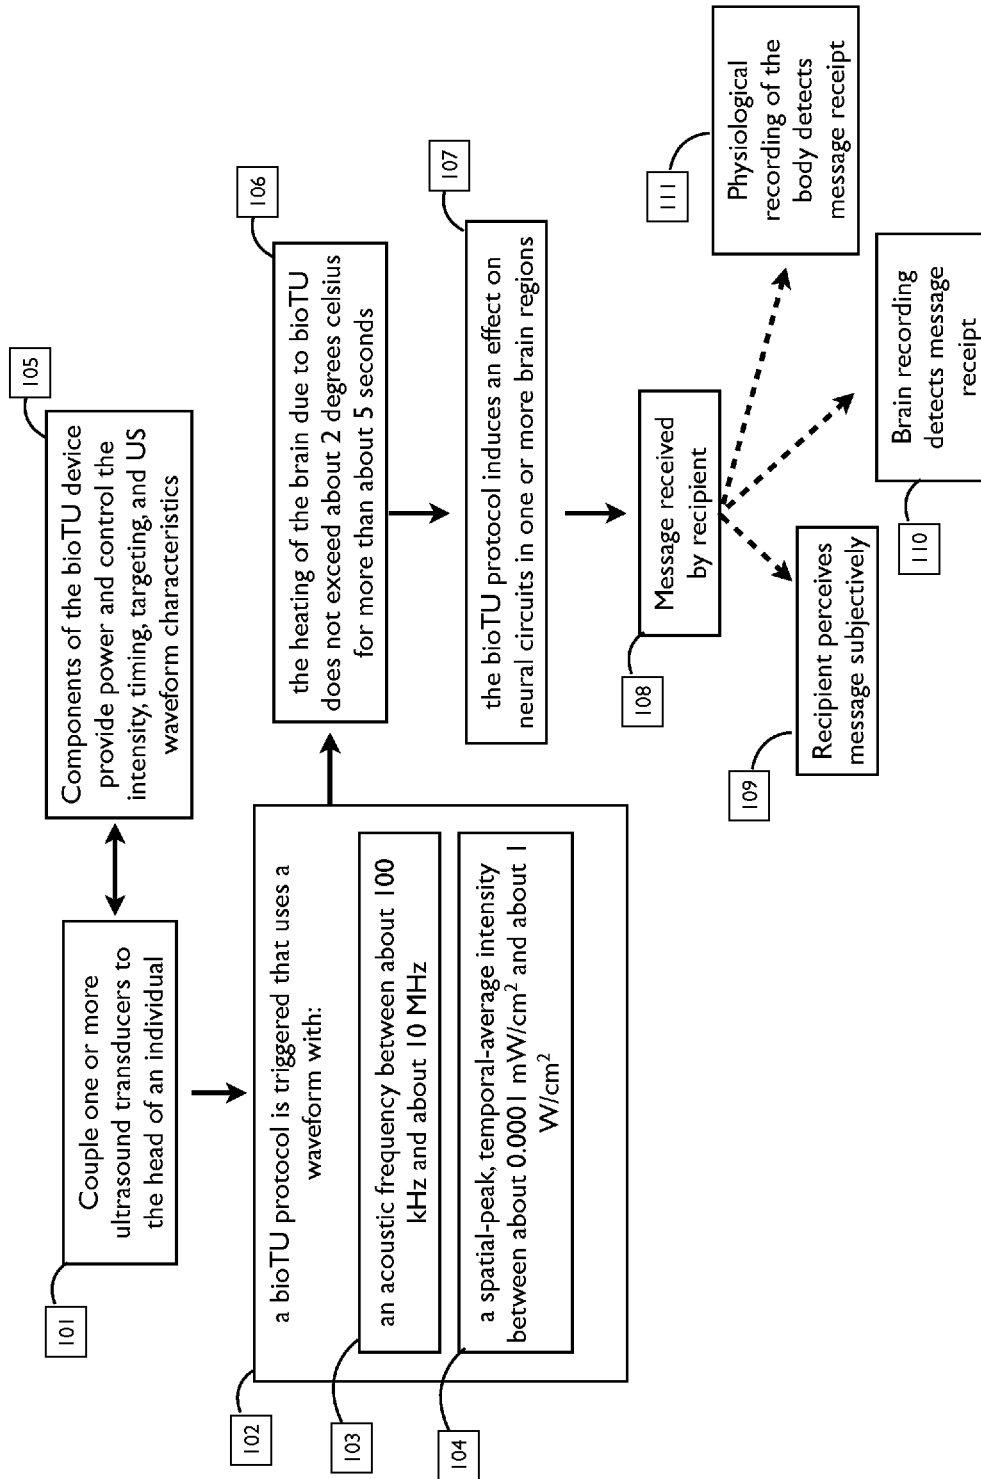 101
Couple one or more
ultrasound transducers to
the head of an individual
105
Components of the bioTU device
provide power and control the
intensity, timing, targeting, and US
waveform characteristics
102
a bioTU protocol is triggered that uses a
waveform with:
103
an acoustic frequency between about 100
kHz and about 10 MHz
104
a spatial-peak, temporal-average intensity
between about 0.0001 mW/cm² and about 1
W/cm²
106
the heating of the brain due to bioTU
does not exceed about 2 degrees celsius
for more than about 5 seconds
107
the bioTU protocol induces an effect on
neural circuits in one or more brain regions
108
Message received
by recipient
109
Recipient perceives
message subjectively
110
Brain recording
detects message
receipt
111
Physiological
recording of the
body detects
message receipt